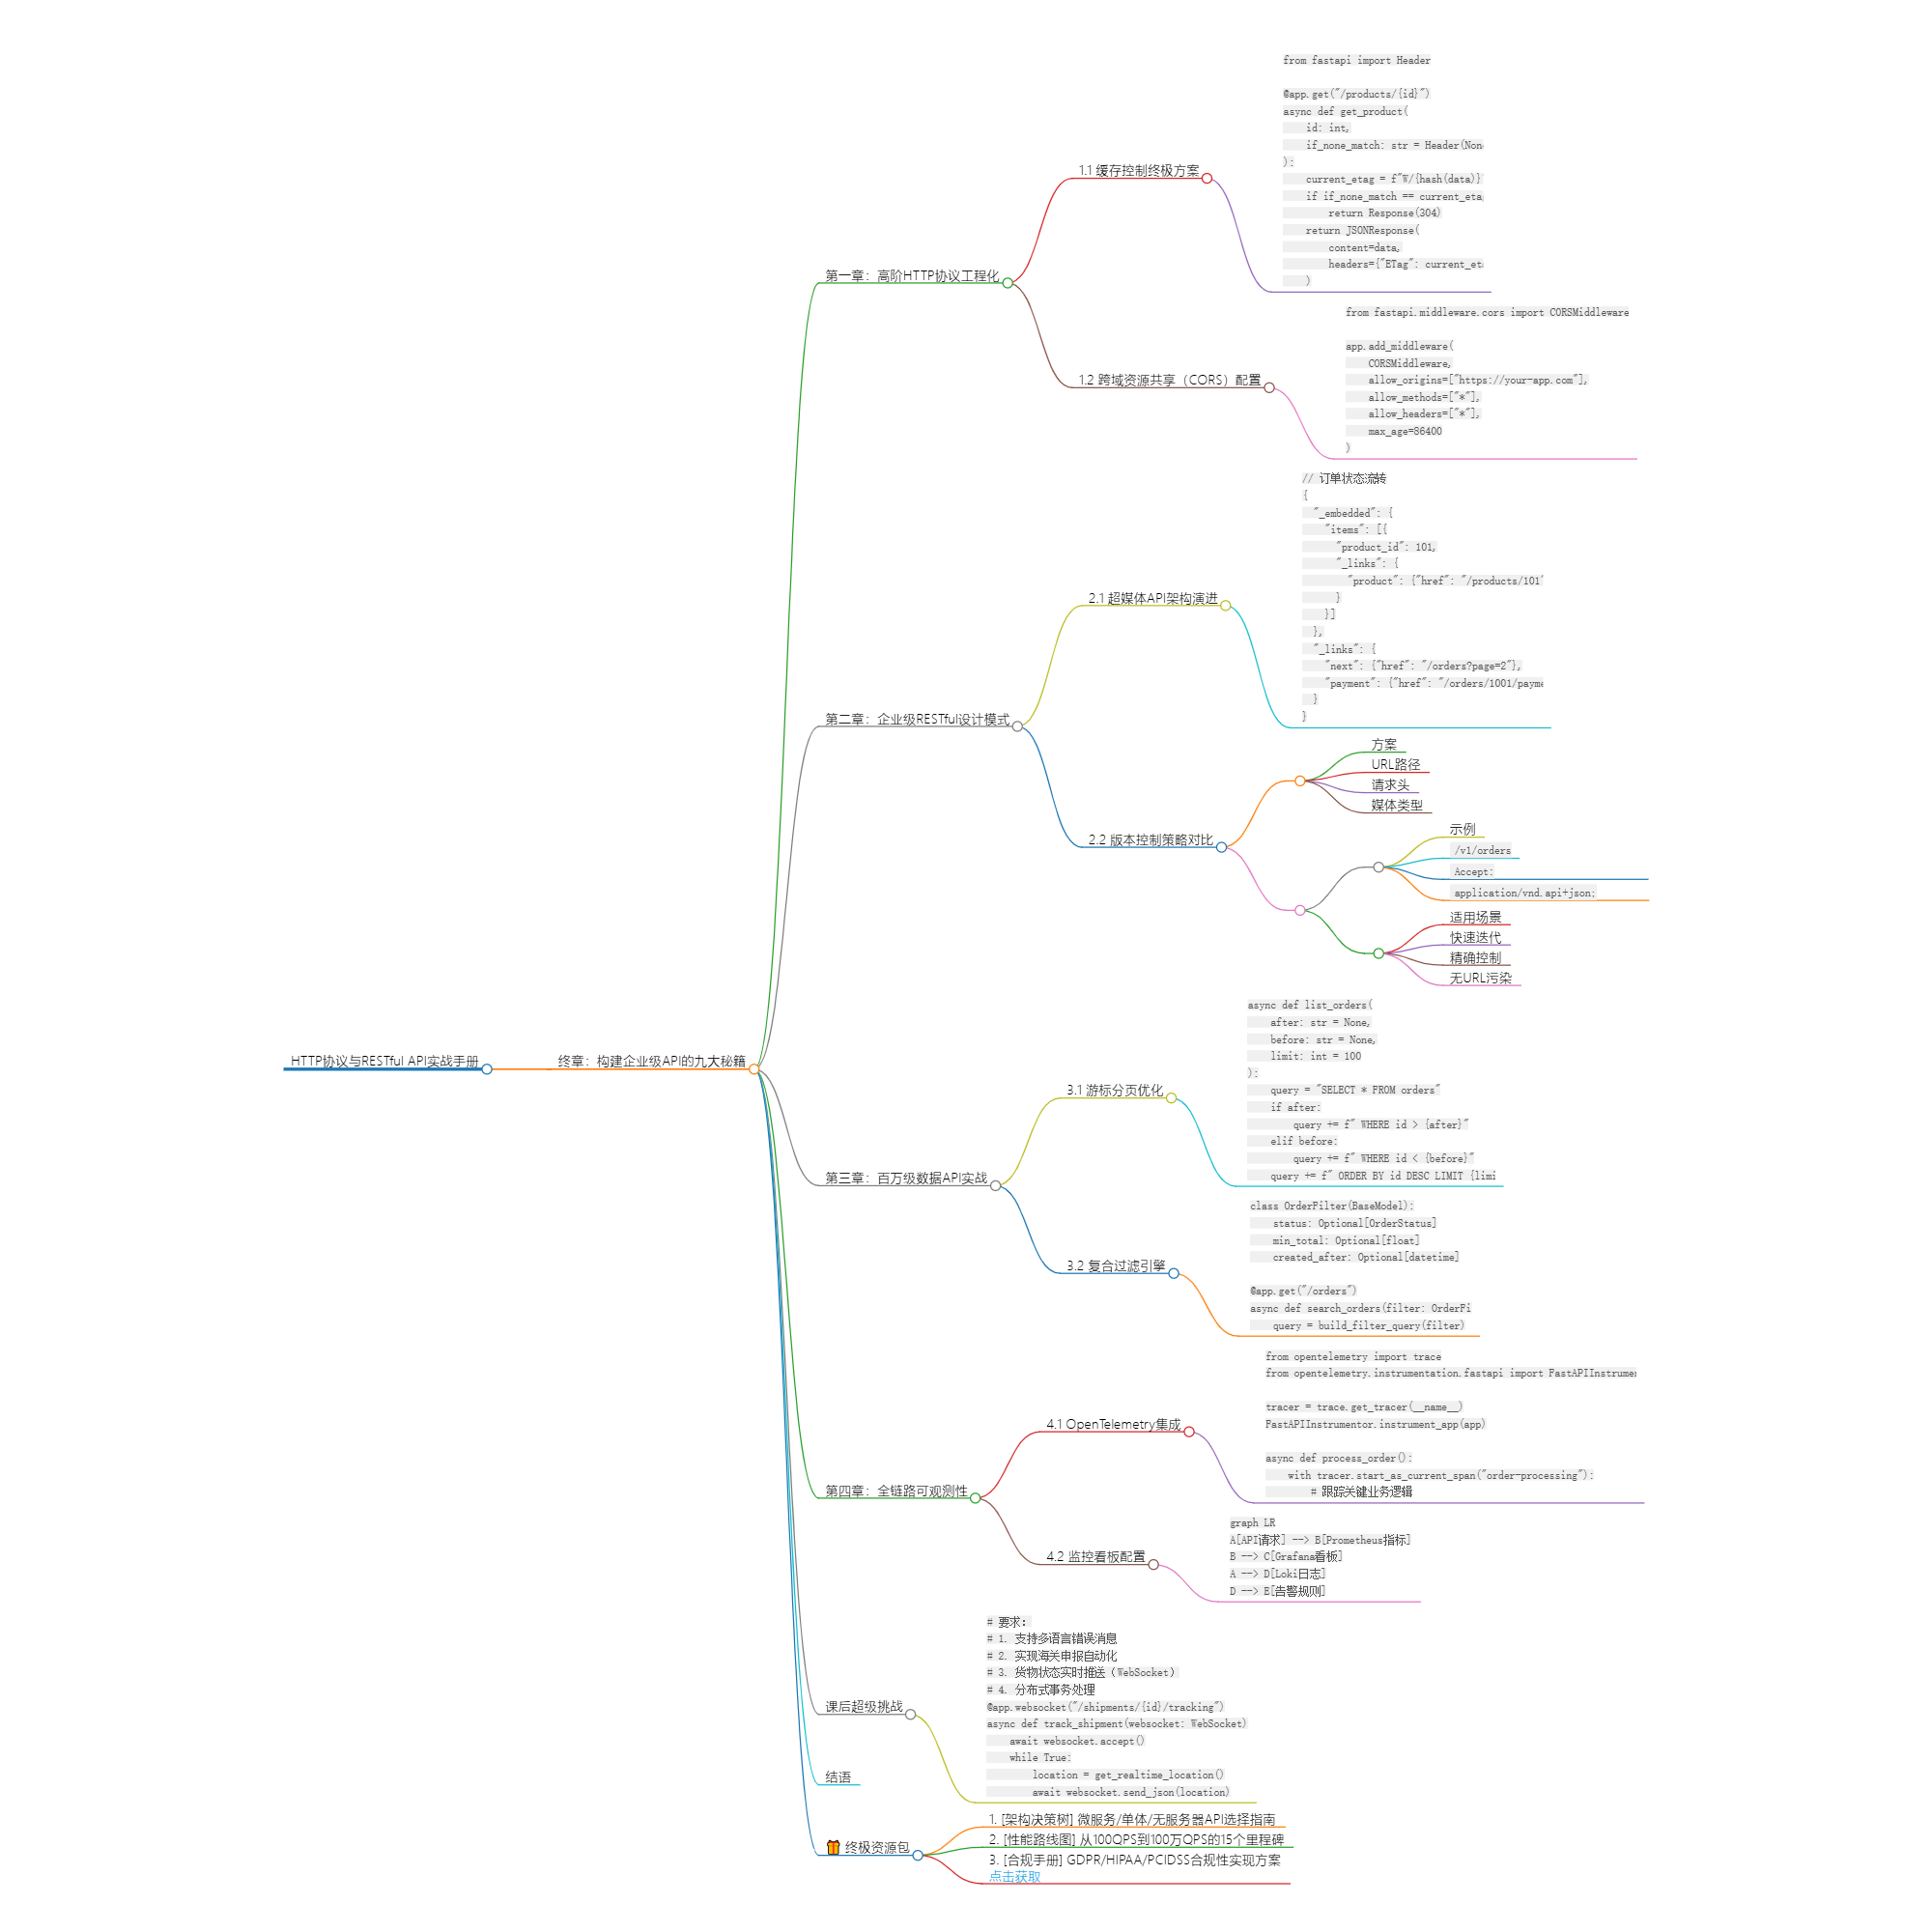 HTTP协议与RESTful API实战手册
终章：构建企业级API的九大秘籍
第一章：高阶HTTP协议工程化
1.1 缓存控制终极方案
from fastapi import Header
@app.get("/products/{id}")
async def get_product(
    id: int,
    if_none_match: str = Header(Non
):
    current_etag = f"W/{hash(data)}
    if if_none_match == current_eta
        return Response(304)
    return JSONResponse(
        content=data,
        headers={"ETag": current_et
    )
1.2 跨域资源共享（CORS）配置
from fastapi.middleware.cors import CORSMiddleware
app.add_middleware(
    CORSMiddleware,
    allow_origins=["https://your-app.com"],
    allow_methods=["*"],
    allow_headers=["*"],
    max_age=86400
)
第二章：企业级RESTful设计模式
2.1 超媒体API架构演进
// 订单状态流转
{
  "_embedded": {
    "items": [{
      "product_id": 101,
      "_links": {
        "product": {"href": "/products/101"
      }
    }]
  },
  "_links": {
    "next": {"href": "/orders?page=2"},
    "payment": {"href": "/orders/1001/payme
  }
}
2.2 版本控制策略对比
方案
URL路径
请求头
媒体类型
示例
/v1/orders
Accept:
application/vnd.api+json;
适用场景
快速迭代
精确控制
无URL污染
第三章：百万级数据API实战
3.1 游标分页优化
async def list_orders(
    after: str = None,
    before: str = None,
    limit: int = 100
):
    query = "SELECT * FROM orders"
    if after:
        query += f" WHERE id > {after}"
    elif before:
        query += f" WHERE id < {before}"
    query += f" ORDER BY id DESC LIMIT {limi
3.2 复合过滤引擎
class OrderFilter(BaseModel):
    status: Optional[OrderStatus]
    min_total: Optional[float]
    created_after: Optional[datetime]
@app.get("/orders")
async def search_orders(filter: OrderFi
    query = build_filter_query(filter)
第四章：全链路可观测性
4.1 OpenTelemetry集成
from opentelemetry import trace
from opentelemetry.instrumentation.fastapi import FastAPIInstrume
tracer = trace.get_tracer(__name__)
FastAPIInstrumentor.instrument_app(app)
async def process_order():
    with tracer.start_as_current_span("order-processing"):
        # 跟踪关键业务逻辑
4.2 监控看板配置
graph LR
A[API请求] --> B[Prometheus指标]
B --> C[Grafana看板]
A --> D[Loki日志]
D --> E[告警规则]
课后超级挑战
# 要求：
# 1. 支持多语言错误消息
# 2. 实现海关申报自动化
# 3. 货物状态实时推送（WebSocket）
# 4. 分布式事务处理
@app.websocket("/shipments/{id}/tracking")
async def track_shipment(websocket: WebSocket)
    await websocket.accept()
    while True:
        location = get_realtime_location()
        await websocket.send_json(location)
结语
🎁 终极资源包
1. [架构决策树] 微服务/单体/无服务器API选择指南
2. [性能路线图] 从100QPS到100万QPS的15个里程碑
3. [合规手册] GDPR/HIPAA/PCIDSS合规性实现方案
点击获取